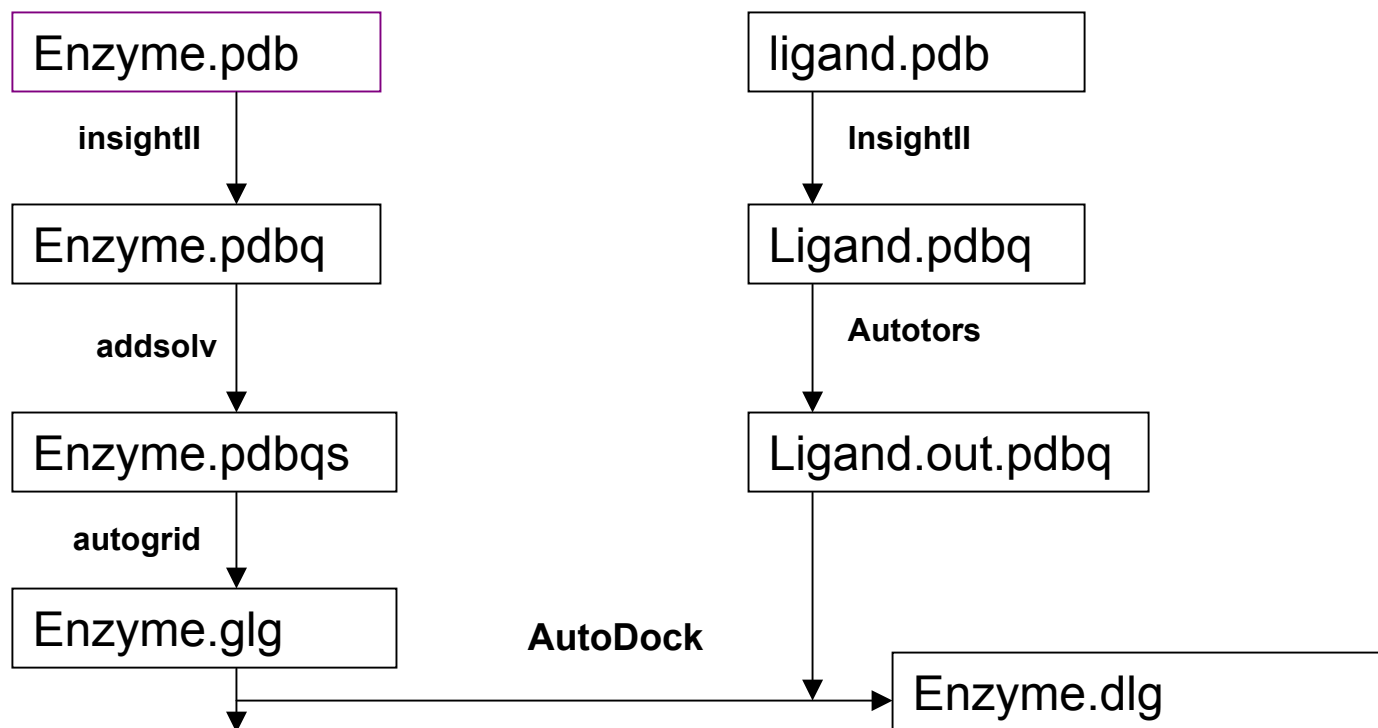 Enzyme.pdb
ligand.pdb
insightII
InsightII
Enzyme.pdbq
Ligand.pdbq
addsolv
Autotors
Enzyme.pdbqs
Ligand.out.pdbq
autogrid
Enzyme.glg
AutoDock
Enzyme.dlg